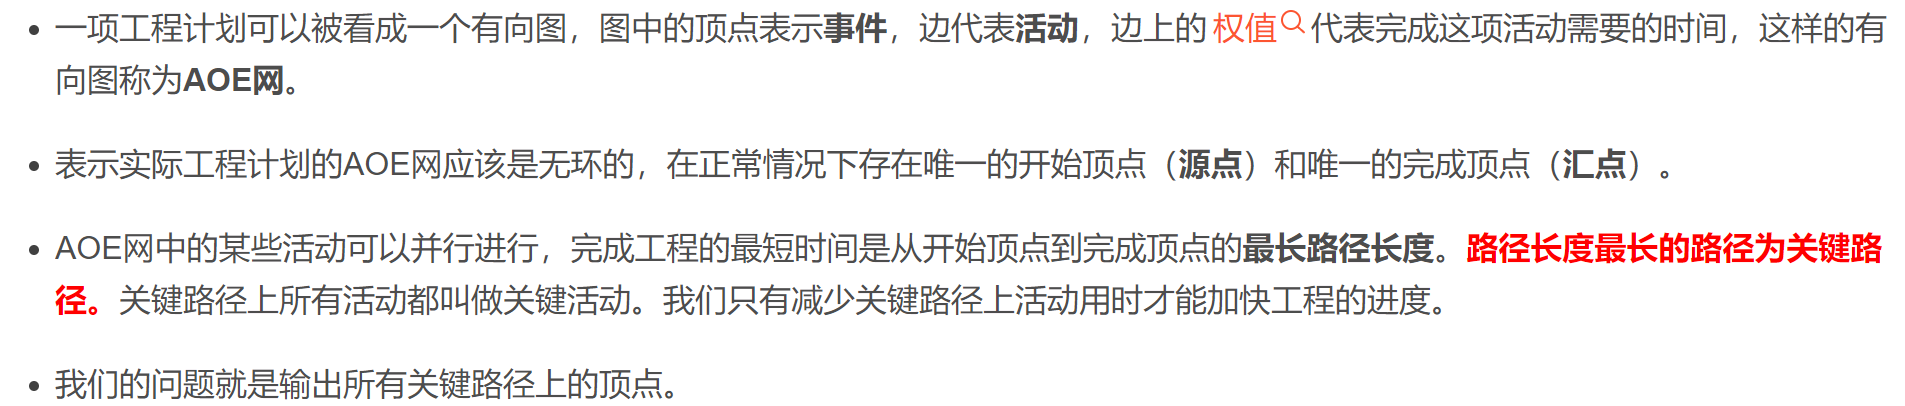 一项工程计划可以被看成一个有向图，图中的顶点表示事件，边代表活动，边上的 权值 代表完成这项活动需要的时间，这样的有
向图称为AOE网。
表示实际工程计划的AOE网应该是无环的，在正常情况下存在唯一的开始顶点（源点）和唯一的完成顶点（汇点）。
AOE网中的某些活动可以并行进行，完成工程的最短时间是从开始顶点到完成顶点的最长路径长度。路径长度最长的路径为关键路
径。关键路径上所有活动都叫做关键活动。我们只有减少关键路径上活动用时才能加快工程的进度。
我们的问题就是输出所有关键路径上的顶点。